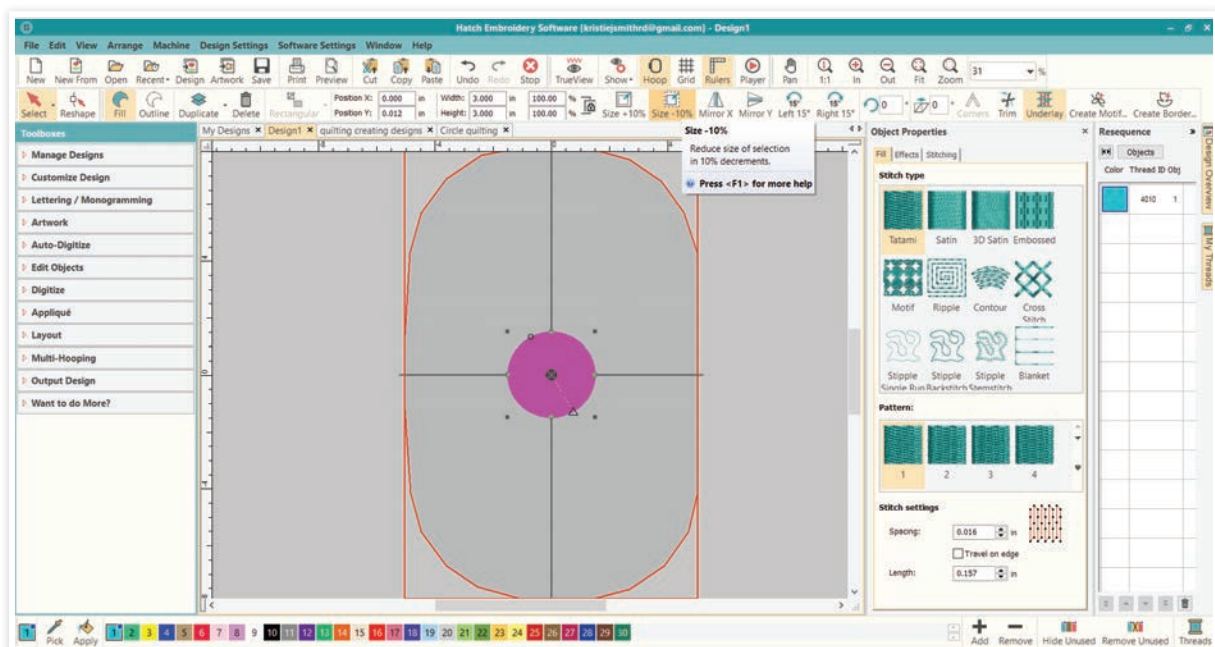 Hatch Embroidery Software [kristiejsmithrd@gmail.com] - Design1
File Edit View Arrange Machine Design Settings Software Settings Window Help
New New From Open Recent Design Artwork Save Print Preview Cut Copy Paste Undo Redo Stop TrueView Show Hoop Grid Rulers Player Pan 1:1 In Out Fit Zoom 31 %
Position X: 0.000 in Width: 3.000 in 100.00 %
Position Y: 0.012 in Height: 3.000 in 100.00 %
Select Reshape Fill Outline Duplicate Delete Rectangular Size +10% Size -10% Mirror X Mirror Y Left 15° Right 15° 0 0 Corners Trim Underlay Create Motif... Create Border...
Toolboxes
Manage Designs
Customize Design
Lettering / Monogramming
Artwork
Auto-Digitize
Edit Objects
Digitize
Appliqué
Layout
Multi-Hooping
Output Design
Want to do More?
My Designs Design1 quilting creating designs Circle quilting
Size -10%
Reduce size of selection
in 10% decrements.
Press <F1> for more help
Object Properties
Fill Effects Stitching
Stitch type
Tatami Satin 3D Satin Embossed
Motif Ripple Contour Cross
Stitch
Stipple Stipple Stipple Blanket
Single Run Backstitch Stemstitch
Pattern:
1 2 3 4
Stitch settings
Spacing: 0.016 in
Travel on edge
Length: 0.157 in
Resequence
Objects
Color Thread ID Obj
4010 1
Design Overview
My Threads
Pick Apply 1 2 3 4 5 6 7 8 9 10 11 12 13 14 15 16 17 18 19 20 21 22 23 24 25 26 27 28 29 30 Add Remove Hide Unused Remove Unused Threads